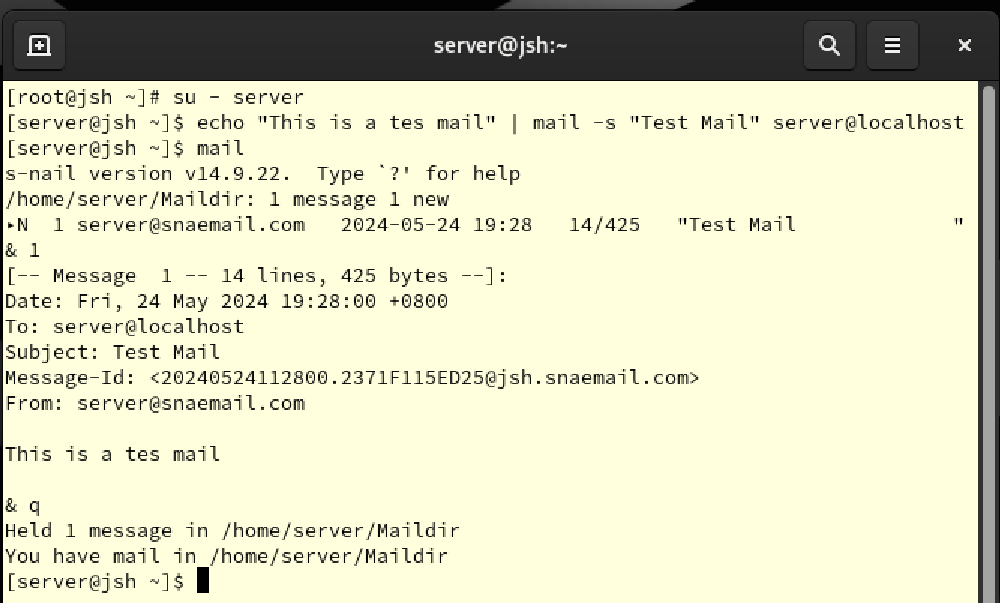 server@jsh:~
[root@jsh ~]# su - server
[server@jsh ~]$ echo "This is a tes mail" | mail -s "Test Mail" server@localhost
[server@jsh ~]$ mail
s-nail version v14.9.22.  Type `?' for help
/home/server/Maildir: 1 message 1 new
▸N  1 server@snaemail.com   2024-05-24 19:28   14/425   "Test Mail             "
& 1
[-- Message  1 -- 14 lines, 425 bytes --]:
Date: Fri, 24 May 2024 19:28:00 +0800
To: server@localhost
Subject: Test Mail
Message-Id: <20240524112800.2371F115ED25@jsh.snaemail.com>
From: server@snaemail.com

This is a tes mail

& q
Held 1 message in /home/server/Maildir
You have mail in /home/server/Maildir
[server@jsh ~]$